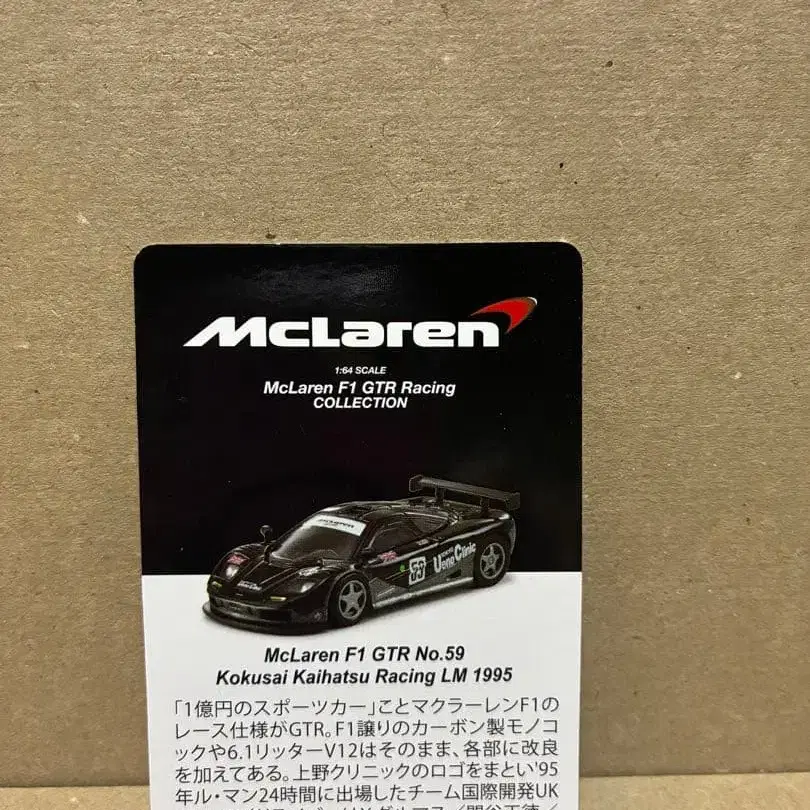 McLaren
1:64 SCALE
McLaren F1 GTR Racing
COLLECTION
McLaren
59
Ueno Clinic
McLaren F1 GTR No.59
Kokusai Kaihatsu Racing LM 1995
「1億円のスポーツカー」ことマクラーレンF1の
レース仕様がGTR。F1譲りのカーボン製モノコ
ックや6.1リッターV12はそのまま、各部に改良
を加えてある。上野クリニックのロゴをまとい'95
年ル・マン24時間に出場したチーム国際開発UK